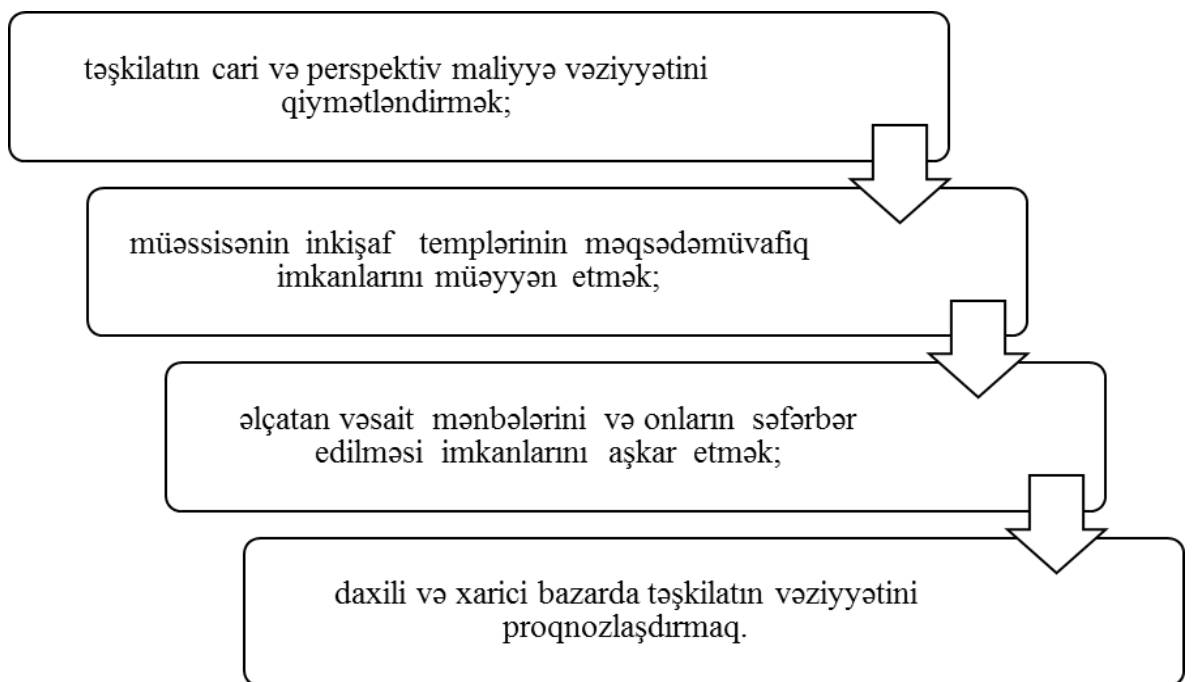 təşkilatın cari və perspektiv maliyyə vəziyyətini
qiymətləndirmək;
müəssisənin inkişaf templərinin məqsədəmüvafiq
imkanlarını müəyyən etmək;
əlçatan vəsait mənbələrini və onların səfərbər
edilməsi imkanlarını aşkar etmək;
daxili və xarici bazarda təşkilatın vəziyyətini
proqnozlaşdırmaq.